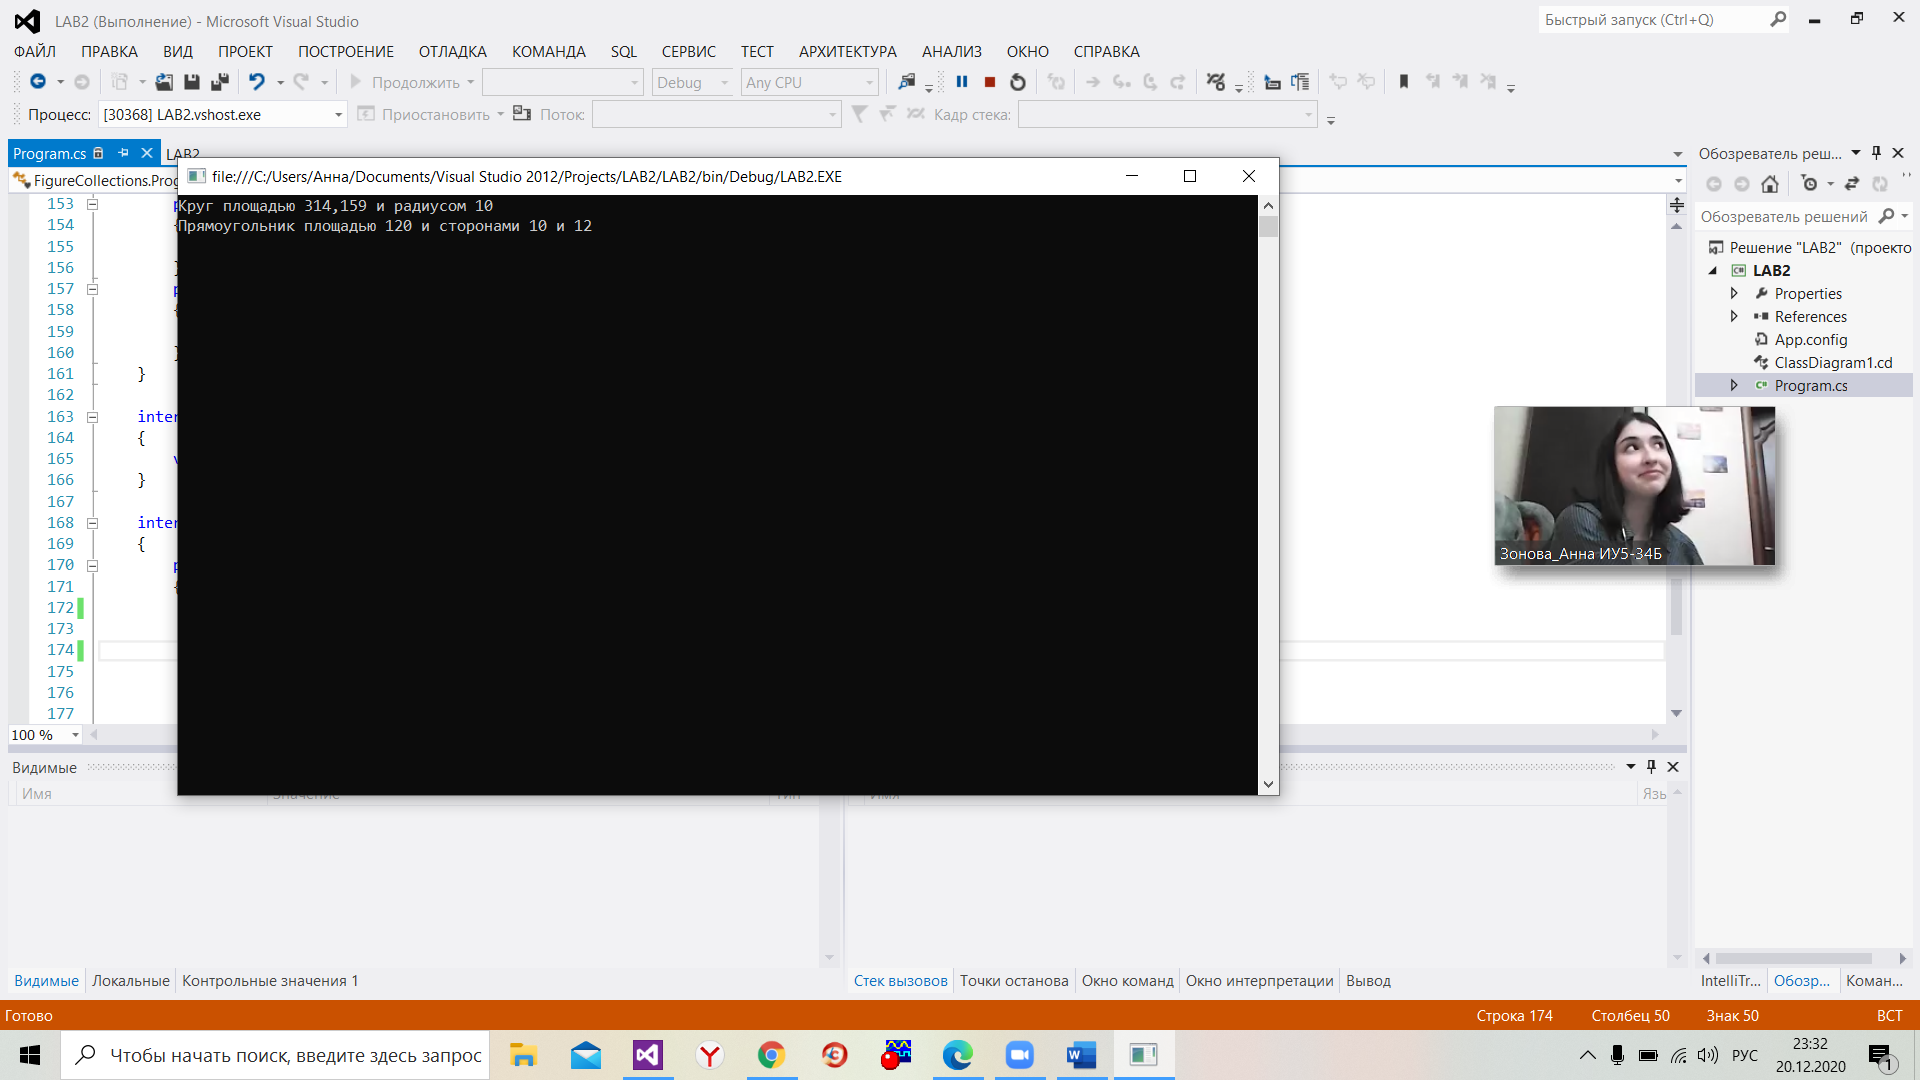 LAB2 (Выполнение) - Microsoft Visual Studio
Быстрый запуск (Ctrl+Q)
ФАЙЛ ПРАВКА ВИД ПРОЕКТ ПОСТРОЕНИЕ ОТЛАДКА КОМАНДА SQL СЕРВИС ТЕСТ АРХИТЕКТУРА АНАЛИЗ ОКНО СПРАВКА
Продолжить Debug Any CPU
Процесс: [30368] LAB2.vshost.exe Приостановить Поток: Кадр стека:
Program.cs LAB2
Обозреватель реш...
file:///C:/Users/Анна/Documents/Visual Studio 2012/Projects/LAB2/LAB2/bin/Debug/LAB2.EXE
FigureCollections.Prog
Круг площадью 314,159 и радиусом 10
Прямоугольник площадью 120 и сторонами 10 и 12
153
154
155
156 }
157
158 {
159
160 }
161 }
162
163 inter
164 {
165
166 }
167
168 inter
169 {
170
171 {
172
173
174
175
176
177
100 %
Обозреватель решений
Решение "LAB2" (проекто
LAB2
Properties
References
App.config
ClassDiagram1.cd
Program.cs
Зонова_Анна ИУ5-34Б
Видимые
Имя Значение Тип Имя Язы
Видимые Локальные Контрольные значения 1
Стек вызовов Точки останова Окно команд Окно интерпретации Вывод
IntelliTr... Обозр... Коман...
Готово Строка 174 Столбец 50 Знак 50 ВСТ
Чтобы начать поиск, введите здесь запрос
РУС
23:32
20.12.2020
1